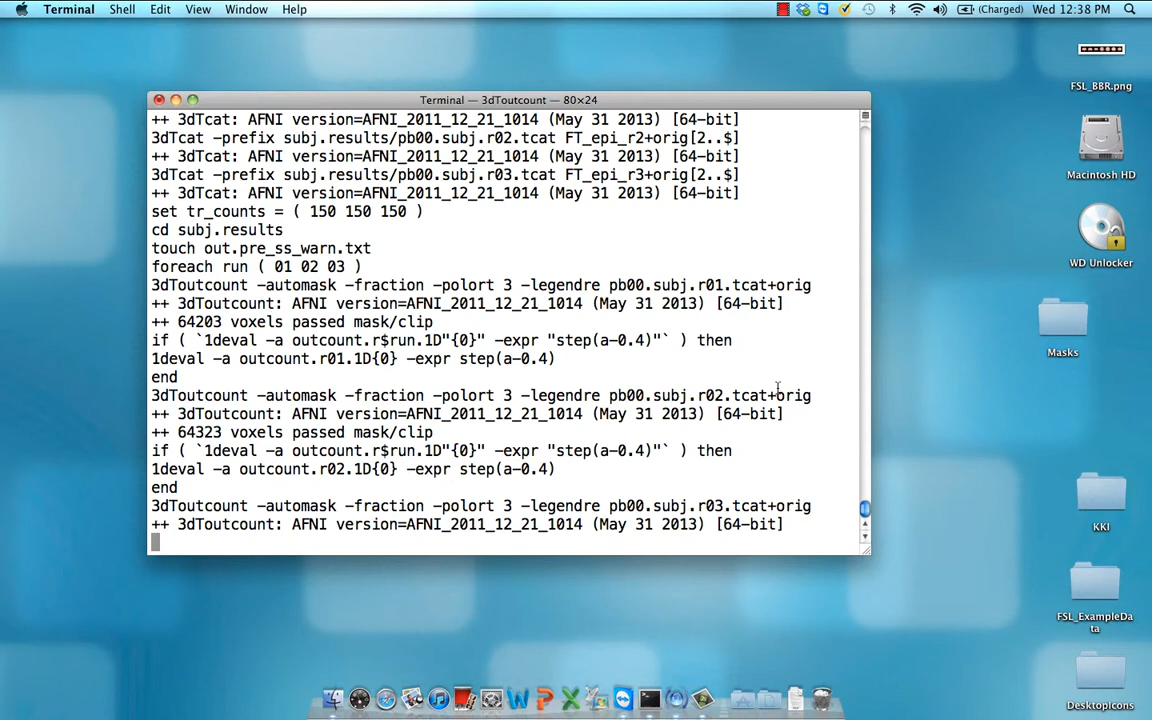 Terminal Shell Edit View Window Help (Charged) Wed 12:38 PM
Terminal — 3dToutcount — 80×24
++ 3dTcat: AFNI version=AFNI_2011_12_21_1014 (May 31 2013) [64-bit]
3dTcat -prefix subj.results/pb00.subj.r02.tcat FT_epi_r2+orig[2..$]
++ 3dTcat: AFNI version=AFNI_2011_12_21_1014 (May 31 2013) [64-bit]
3dTcat -prefix subj.results/pb00.subj.r03.tcat FT_epi_r3+orig[2..$]
++ 3dTcat: AFNI version=AFNI_2011_12_21_1014 (May 31 2013) [64-bit]
set tr_counts = ( 150 150 150 )
cd subj.results
touch out.pre_ss_warn.txt
foreach run ( 01 02 03 )
3dToutcount -automask -fraction -polort 3 -legendre pb00.subj.r01.tcat+orig
++ 3dToutcount: AFNI version=AFNI_2011_12_21_1014 (May 31 2013) [64-bit]
++ 64203 voxels passed mask/clip
if ( `1deval -a outcount.r$run.1D"{0}" -expr "step(a-0.4)"` ) then
1deval -a outcount.r01.1D{0} -expr step(a-0.4)
end
3dToutcount -automask -fraction -polort 3 -legendre pb00.subj.r02.tcat+orig
++ 3dToutcount: AFNI version=AFNI_2011_12_21_1014 (May 31 2013) [64-bit]
++ 64323 voxels passed mask/clip
if ( `1deval -a outcount.r$run.1D"{0}" -expr "step(a-0.4)"` ) then
1deval -a outcount.r02.1D{0} -expr step(a-0.4)
end
3dToutcount -automask -fraction -polort 3 -legendre pb00.subj.r03.tcat+orig
++ 3dToutcount: AFNI version=AFNI_2011_12_21_1014 (May 31 2013) [64-bit]
FSL_BBR.png
Macintosh HD
WD Unlocker
Masks
KKI
FSL_ExampleDa
ta
DesktopIcons